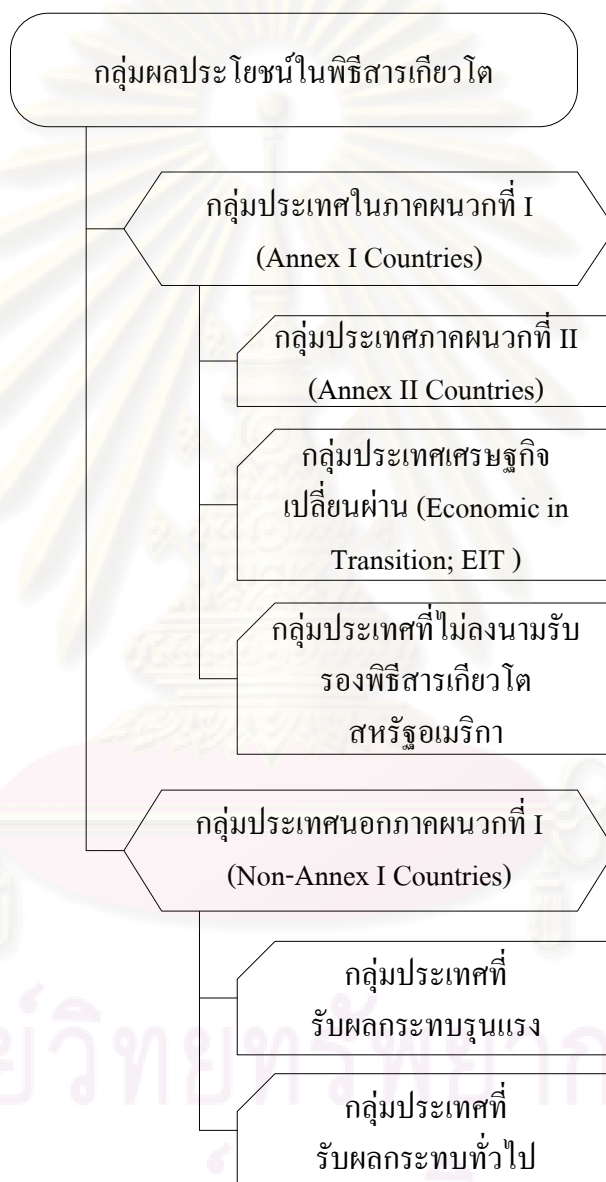 กลุ่มผลประโยชน์ในพิธีสารเกียวโต
กลุ่มประเทศในภาคผนวกที่ I
(Annex I Countries)
กลุ่มประเทศภาคผนวกที่ II
(Annex II Countries)
กลุ่มประเทศเศรษฐกิจ
เปลี่ยนผ่าน (Economic in
Transition; EIT )
กลุ่มประเทศที่ไม่ลงนามรับ
รองพิธีสารเกียวโต
สหรัฐอเมริกา
กลุ่มประเทศนอกภาคผนวกที่ I
(Non-Annex I Countries)
กลุ่มประเทศที่
รับผลกระทบรุนแรง
กลุ่มประเทศที่
รับผลกระทบทั่วไป